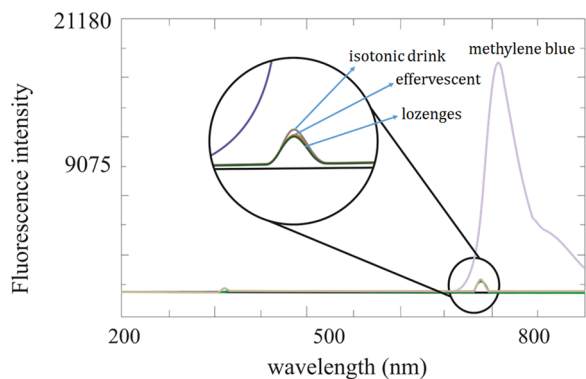 21180
methylene blue
isotonic drink
effervescent
lozenges
9075
Fluorescence intensity
200
500
800
wavelength (nm)